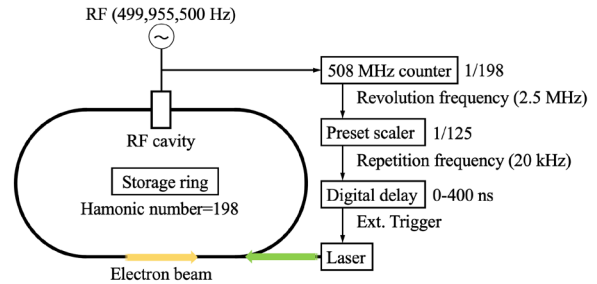 RF (499,955,500 Hz)
508 MHz counter 1/198
Revolution frequency (2.5 MHz)
RF cavity
Preset scaler 1/125
Repetition frequency (20 kHz)
Storage ring
Hamonic number=198
Digital delay 0-400 ns
Ext. Trigger
Laser
Electron beam